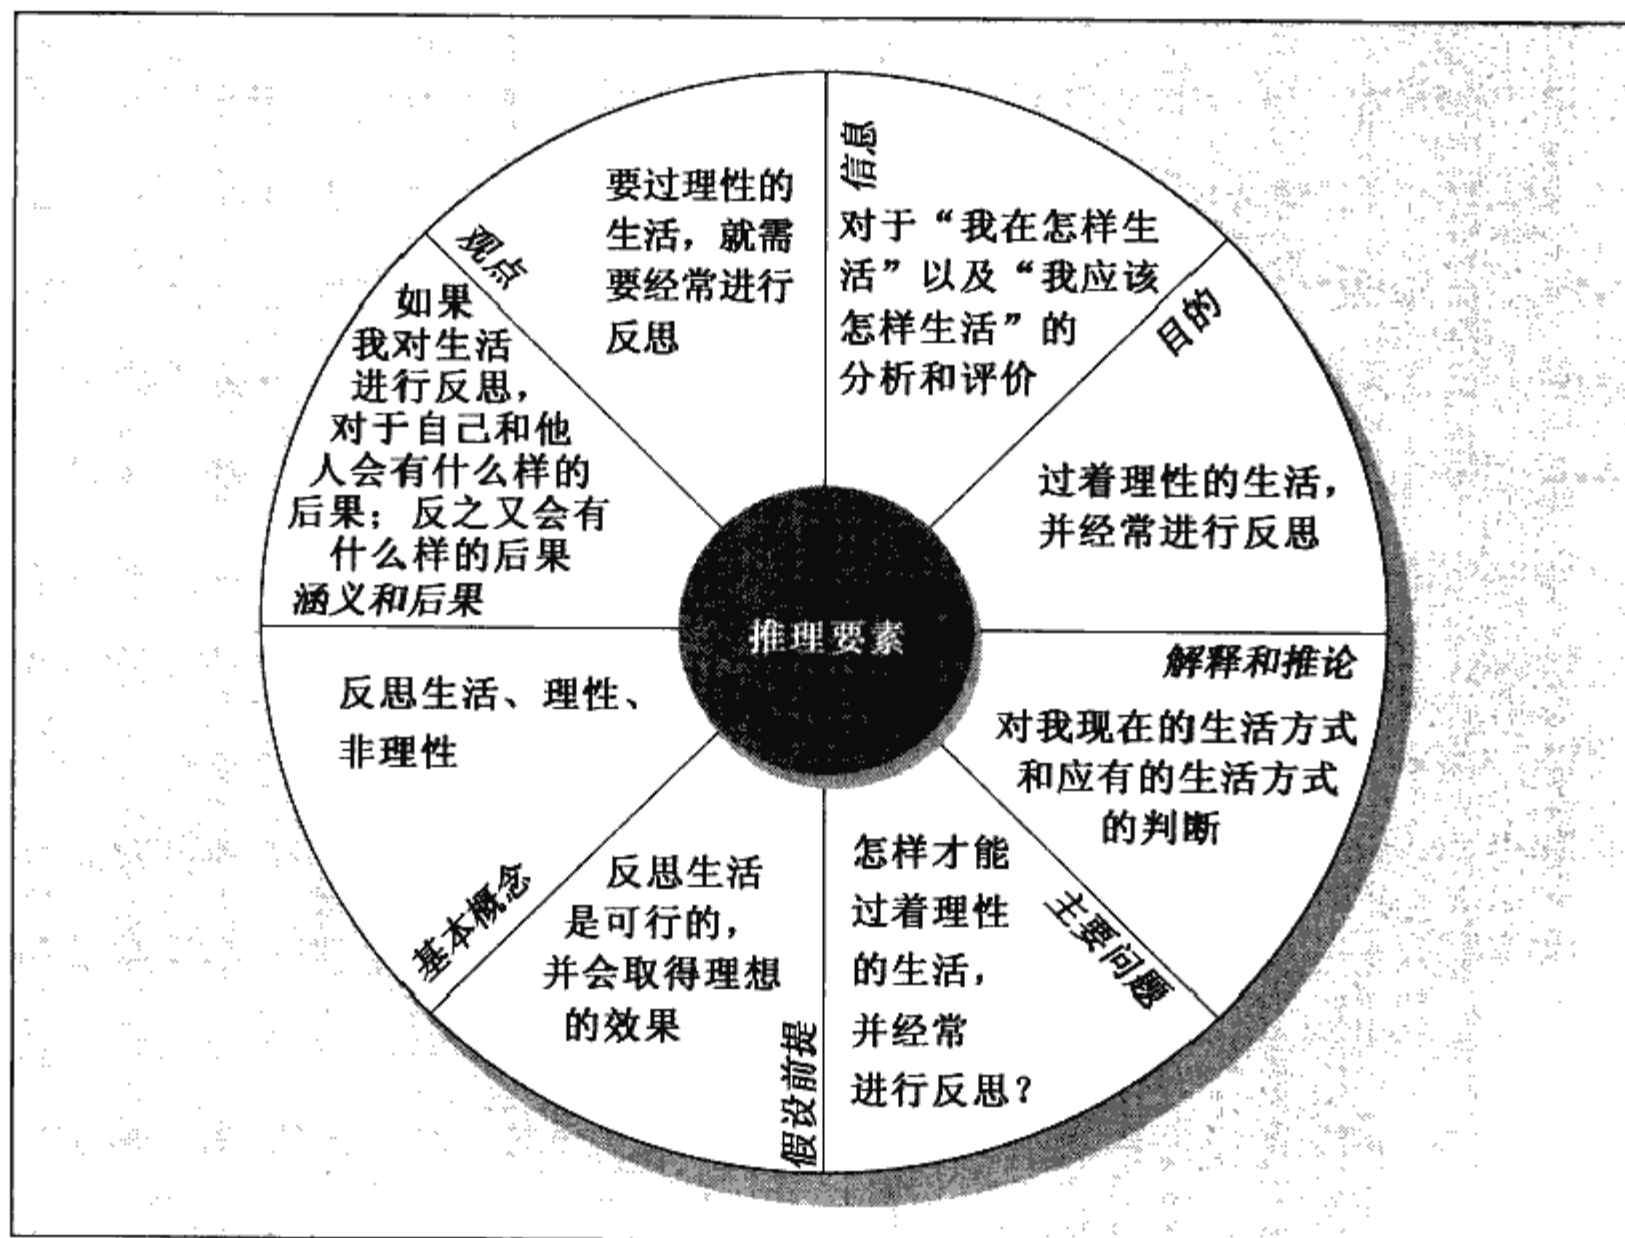 观点
要过理性的
生活，就需
要经常进行
反思
信息
对于“我在怎样生
活”以及“我应该
怎样生活”的
分析和评价
目的
过着理性的生活，
并经常进行反思
解释和推论
对我现在的生活方式
和应有的生活方式
的判断
主要问题
怎样才能
过着理性
的生活，
并经常
进行反思？
假设前提
反思生活
是可行的，
并会取得理想
的效果
基本概念
反思生活、理性、
非理性
如果
我对生活
进行反思，
对于自己和他
人会有什么样的
后果；反之又会有
什么样的后果
涵义和后果
推理要素